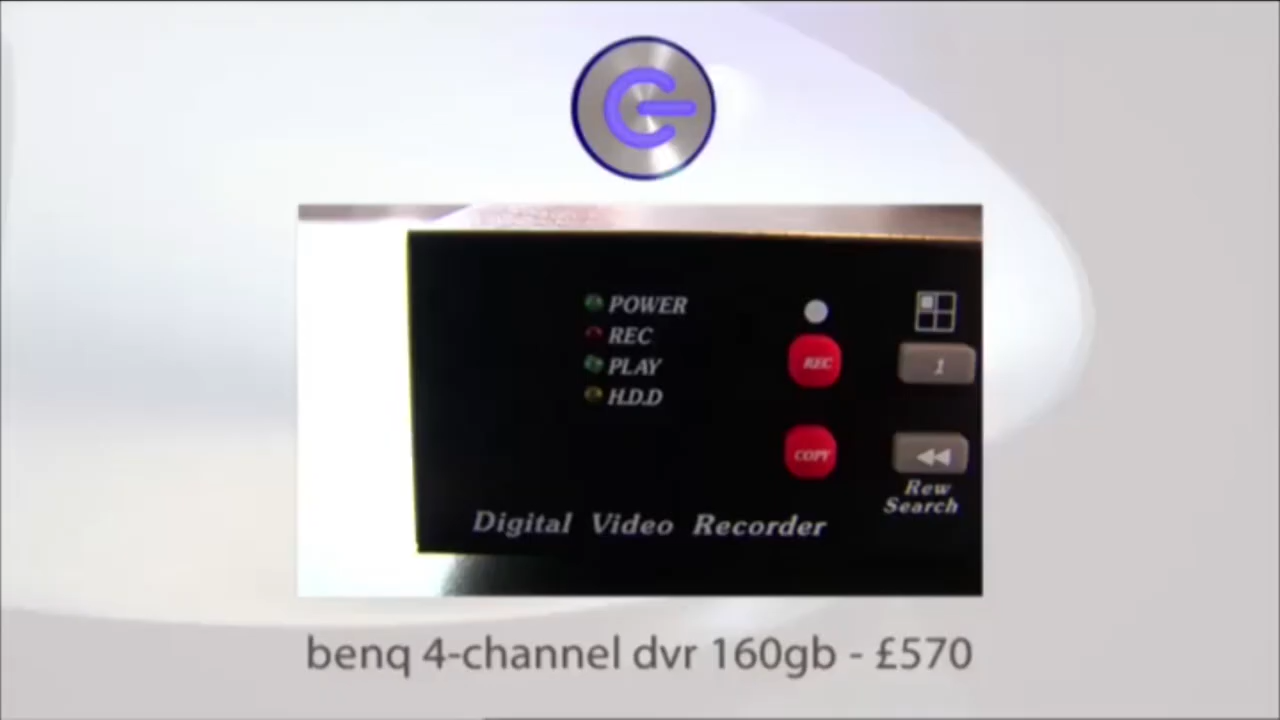 POWER
REC
PLAY
H.D.D
REC
1
COPY
Rew
Search
Digital Video Recorder
benq 4-channel dvr 160gb - £570